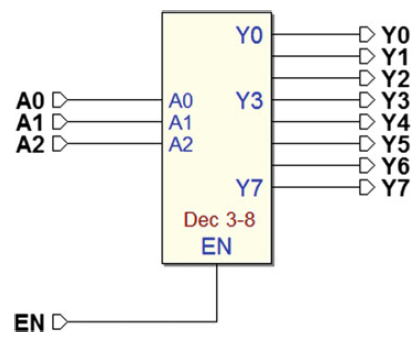 Y0 Y0
Y1
Y2
A0 A0 Y3 Y3
A1 A1 Y4
A2 A2 Y5
Y6
Y7 Y7
Dec 3-8
EN
EN